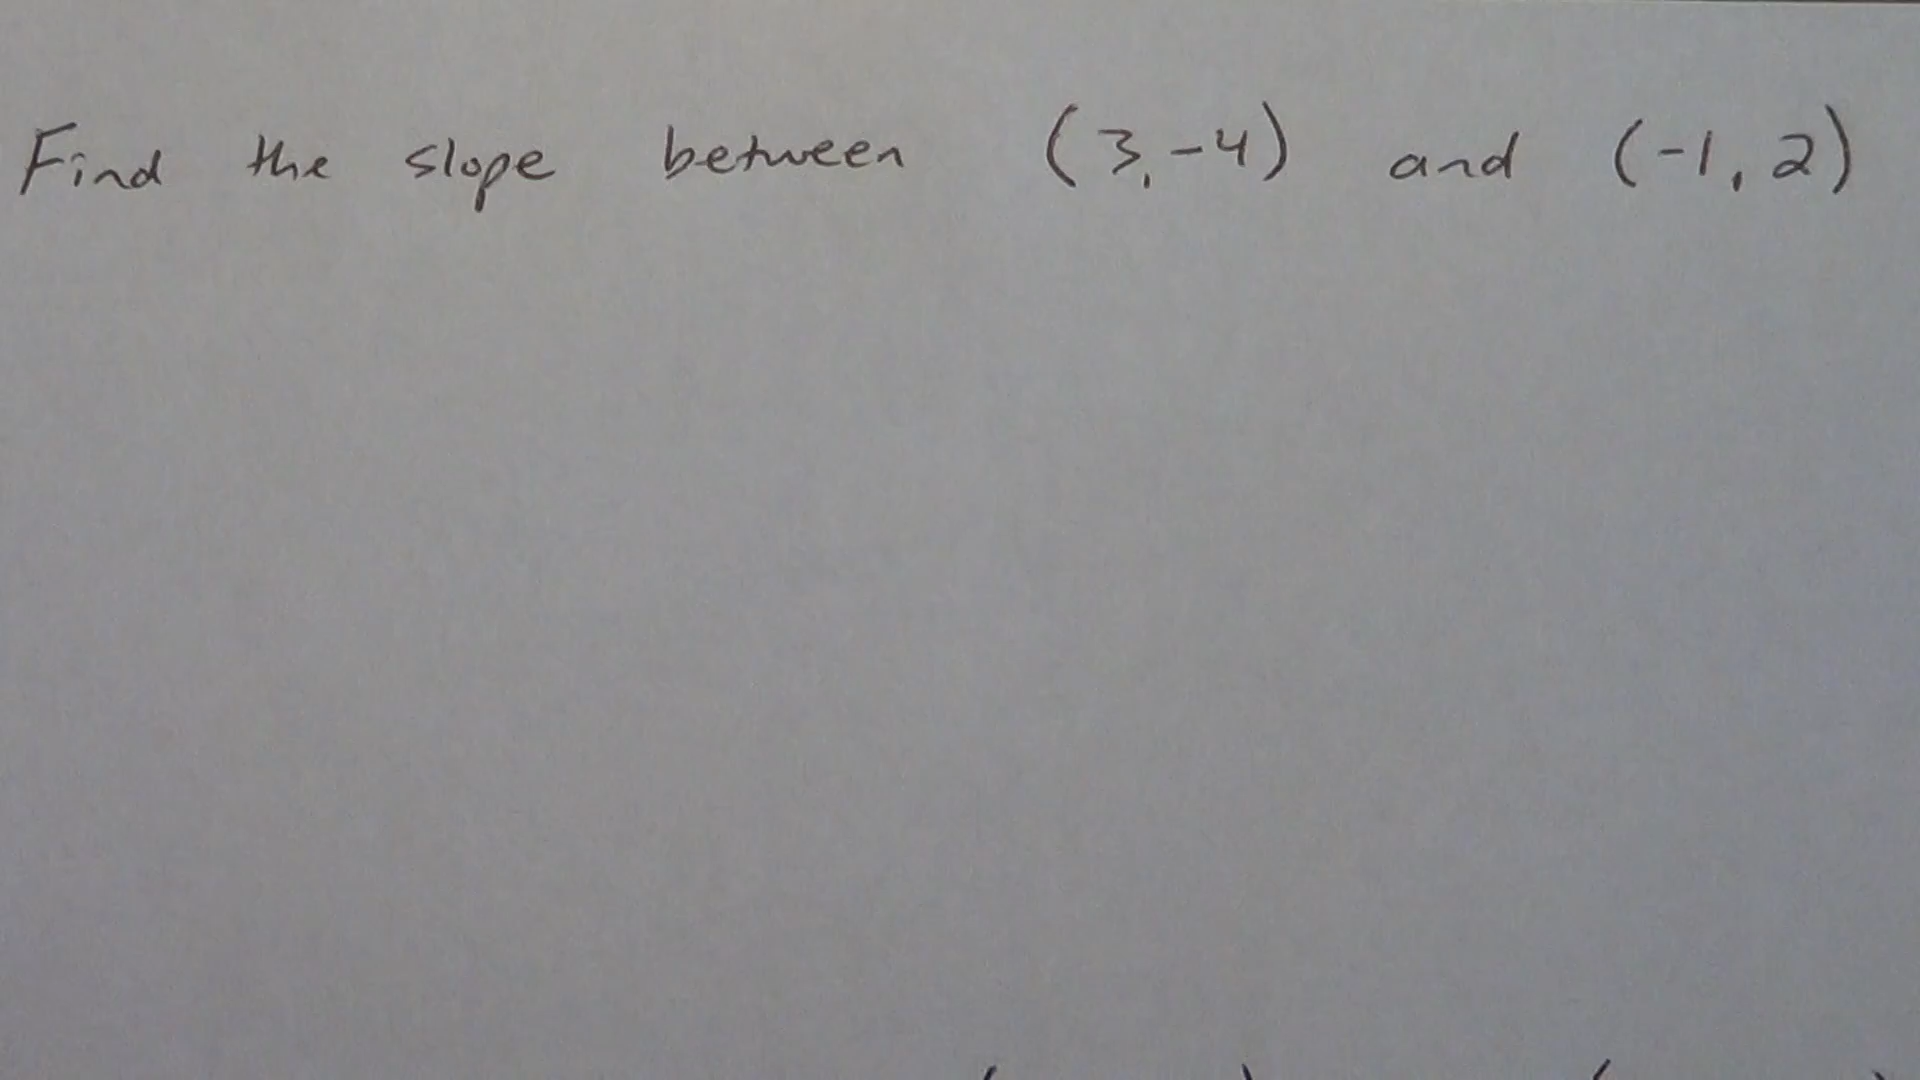 Find the slope between (3,-4) and (-1,2)